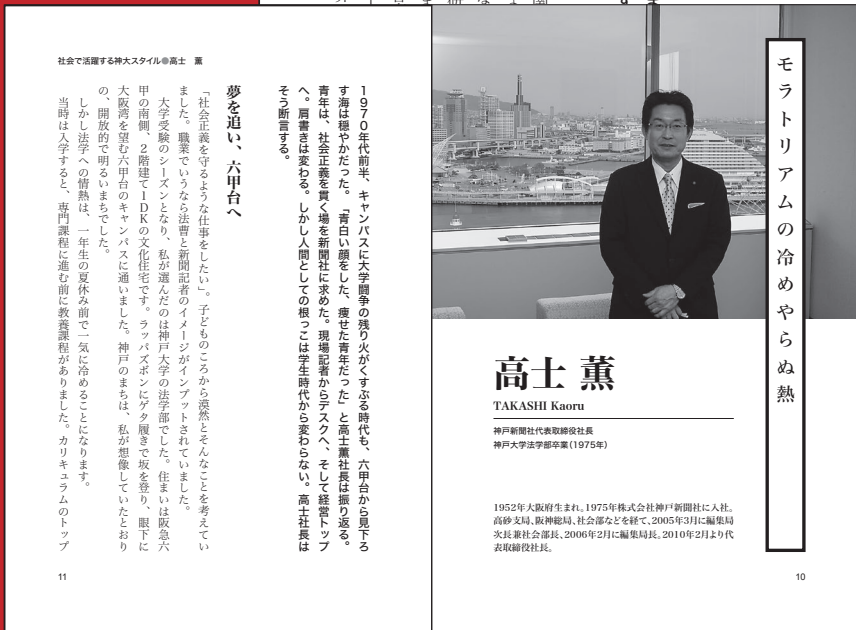 モラトリアムの冷めやらぬ熱
高士 薫
TAKASHI Kaoru
神戸新聞社代表取締役社長
神戸大学法学部卒業(1975年)
1952年大阪府生まれ。1975年株式会社神戸新聞社に入社。
高砂支局、阪神総局、社会部などを経て、2005年3月に編集局
次長兼社会部長、2006年2月に編集局長。2010年2月より代
表取締役社長。
10
社会で活躍する神大スタイル●高士 薫
1970年代前半、キャンパスに大学闘争の残り火がくすぶる時代も、六甲台から見下ろ
す海は穏やかだった。「青白い顔をした、痩せた青年だった」と高士薫社長は振り返る。
青年は、社会正義を貫く場を新聞社に求めた。現場記者からデスクへ、そして経営トップ
へ。肩書きは変わる。しかし人間としての根っこは学生時代から変わらない。高士社長は
そう断言する。
夢を追い、六甲台へ
「社会正義を守るような仕事をしたい」。子どものころから漠然とそんなことを考えてい
ました。職業でいうなら法曹と新聞記者のイメージがインプットされていました。
大学受験のシーズンとなり、私が選んだのは神戸大学の法学部でした。住まいは阪急六
甲の南側、2階建て1DKの文化住宅です。ラッパズボンにゲタ履きで坂を登り、眼下に
大阪湾を望む六甲台のキャンパスに通いました。神戸のまちは、私が想像していたとおり
の、開放的で明るいまちでした。
しかし法学への情熱は、一年生の夏休み前で一気に冷めることになります。
当時は入学すると、専門課程に進む前に教養課程がありました。カリキュラムのトップ
11